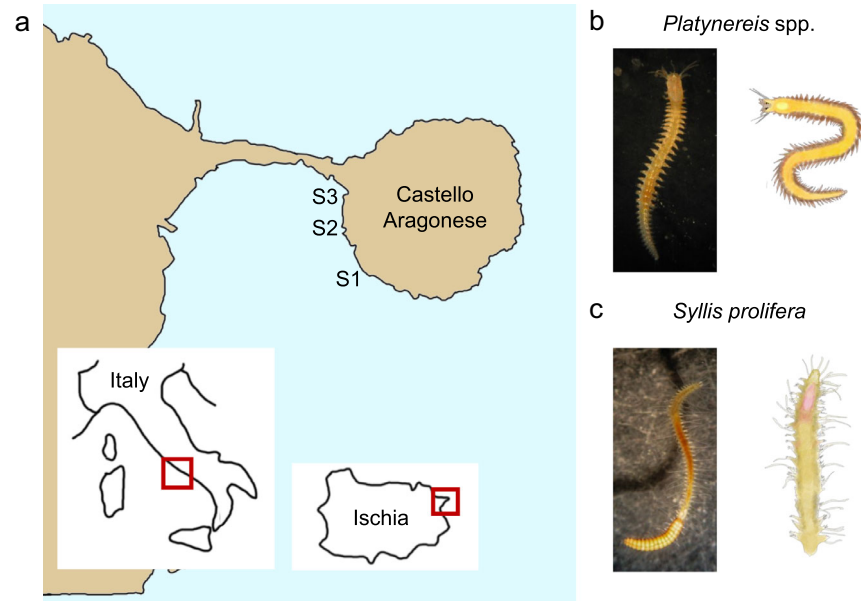 a
Castello
Aragonese
S3
S2
S1
Italy
Ischia
b
Platynereis spp.
c
Syllis prolifera